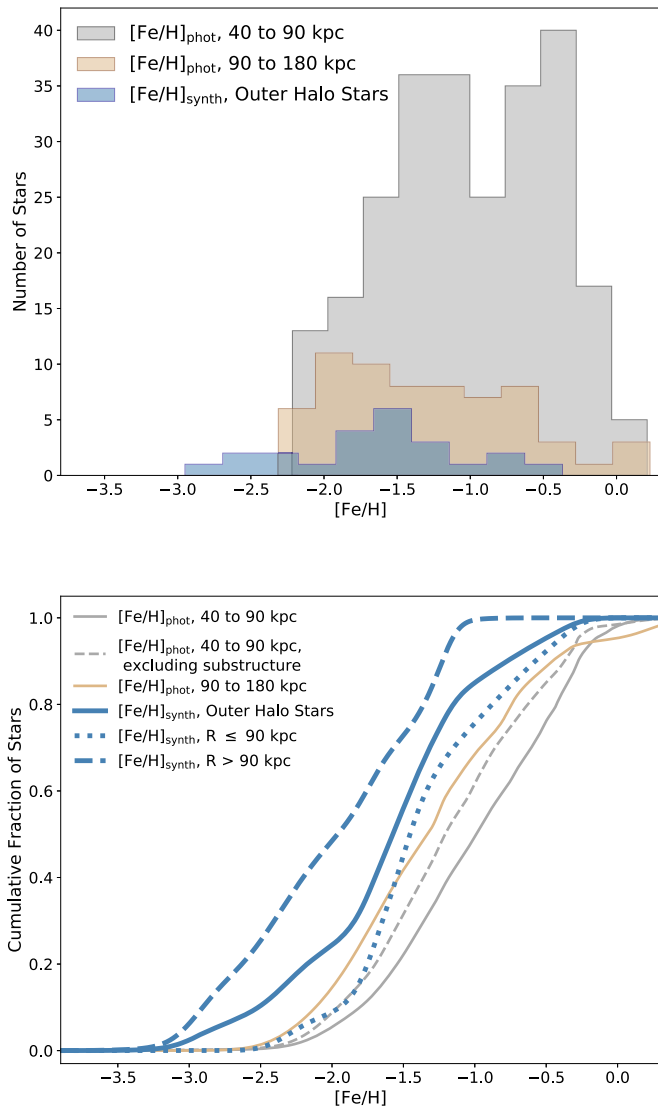 [Fe/H]phot, 40 to 90 kpc
[Fe/H]phot, 90 to 180 kpc
[Fe/H]synth, Outer Halo Stars
Number of Stars
40
35
30
25
20
15
10
5
0
−3.5 −3.0 −2.5 −2.0 −1.5 −1.0 −0.5 0.0
[Fe/H]
[Fe/H]phot, 40 to 90 kpc
[Fe/H]phot, 40 to 90 kpc,
excluding substructure
[Fe/H]phot, 90 to 180 kpc
[Fe/H]synth, Outer Halo Stars
[Fe/H]synth, R ≤ 90 kpc
[Fe/H]synth, R > 90 kpc
Cumulative Fraction of Stars
1.0
0.8
0.6
0.4
0.2
0.0
−3.5 −3.0 −2.5 −2.0 −1.5 −1.0 −0.5 0.0
[Fe/H]